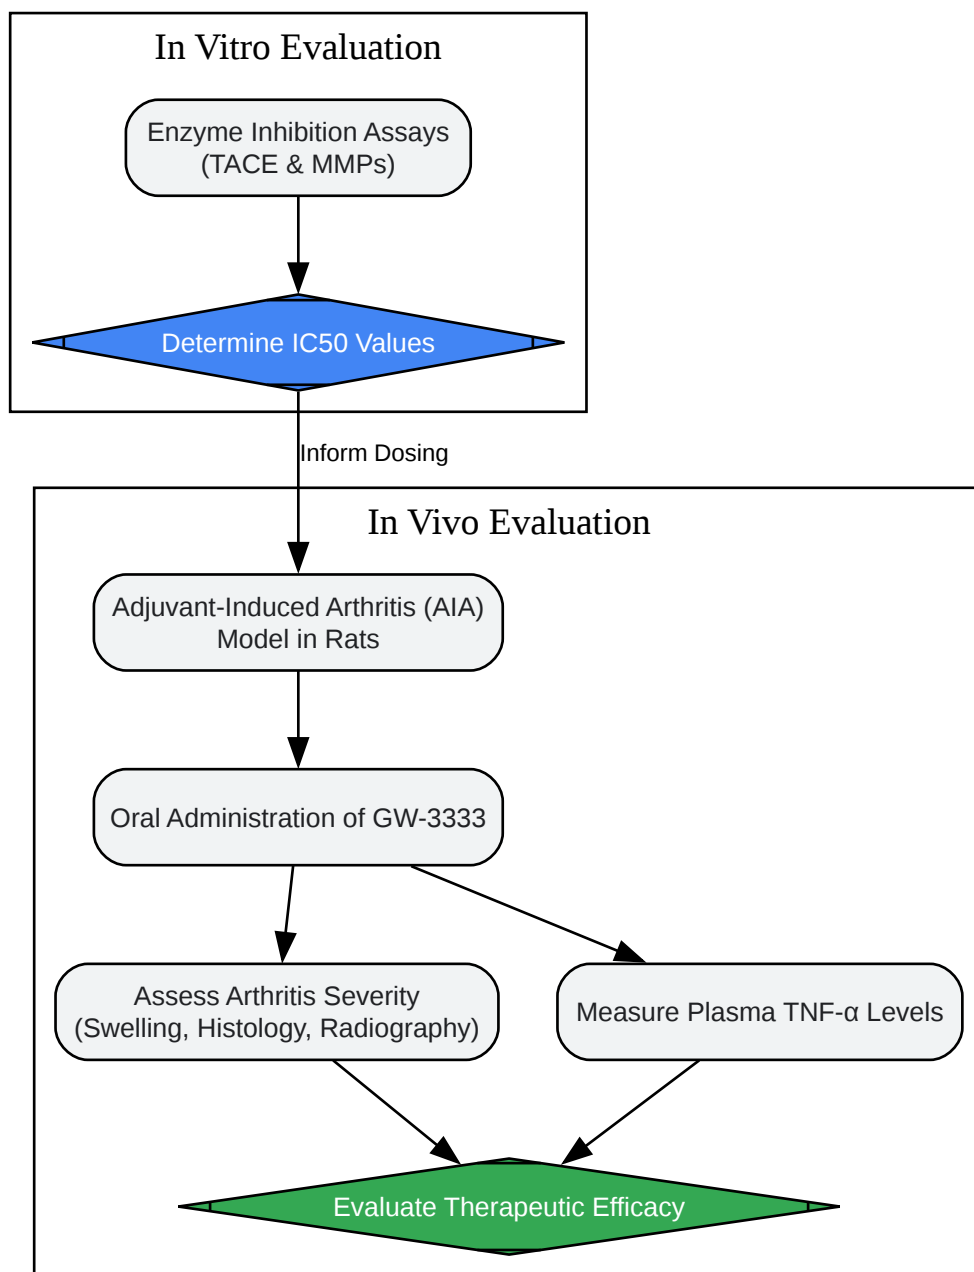 In Vitro Evaluation
Enzyme Inhibition Assays
(TACE & MMPs)
Determine IC50 Values
Inform Dosing
In Vivo Evaluation
Adjuvant-Induced Arthritis (AIA)
Model in Rats
Oral Administration of GW-3333
Assess Arthritis Severity
(Swelling, Histology, Radiography)
Measure Plasma TNF-α Levels
Evaluate Therapeutic Efficacy